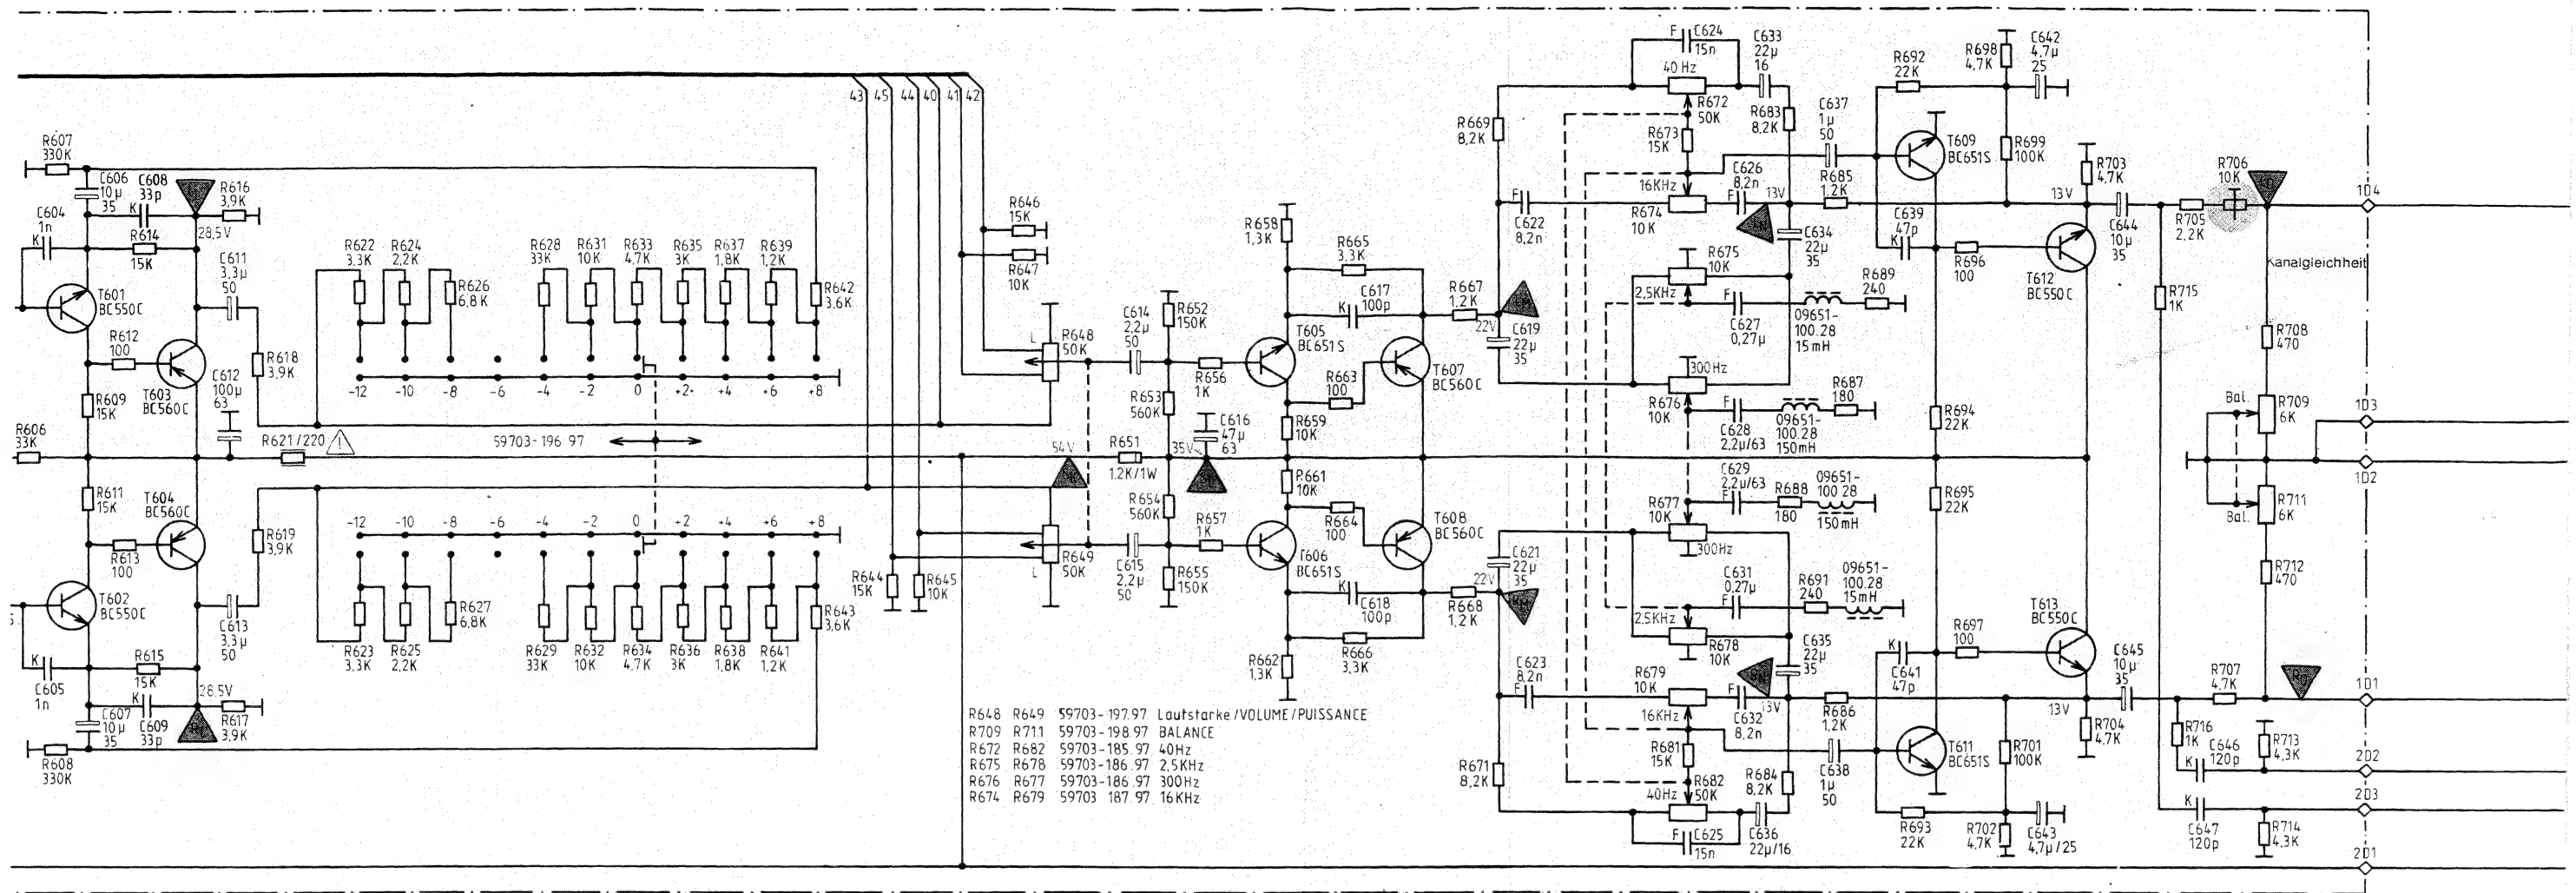 43
45
44
40
41
42
R607
330K
C606
10µ
35
C608
33p
R616
3,9K
28,5V
C604
1n
K
K
R614
15K
C611
3,3µ
50
T601
BC550C
R612
100
T603
BC560C
R618
3,9K
C612
100µ
63
R609
15K
R606
33K
R621/220
59703-196 97
R611
15K
T604
BC560C
R613
100
R619
3,9K
T602
BC550C
C613
3,3µ
50
K
C605
1n
R615
15K
28,5V
C607
10µ
35
K
C609
33p
R617
3,9K
R608
330K
R622
3,3K
R624
2,2K
R626
6,8K
R628
33K
R631
10K
R633
4,7K
R635
3K
R637
1,8K
R639
1,2K
R642
3,6K
-12 -10 -8 -6 -4 -2 0 +2 +4 +6 +8
-12 -10 -8 -6 -4 -2 0 +2 +4 +6 +8
R623
3,3K
R625
2,2K
R627
6,8K
R629
33K
R632
10K
R634
4,7K
R636
3K
R638
1,8K
R641
1,2K
R643
3,6K
R644
15K
R645
10K
R646
15K
R647
10K
L
R648
50K
R649
50K
L
54V
R651
1.2K/1W
C614
2,2µ
50
R652
150K
R653
560K
R656
1K
C616
47µ
63
35V
R654
560K
R657
1K
C615
2,2µ
50
R655
150K
R658
1,3K
R665
3,3K
C617
100p
K
T605
BC651S
R663
100
T607
BC560C
R659
10K
R661
10K
R664
100
T608
BC560C
T606
BC651S
K
C618
100p
R662
1,3K
R666
3,3K
R667
1,2K
22V
LM
C619
22µ
35
C621
22µ
35
22V
R668
1,2K
RM
R669
8,2K
F
C622
8,2n
C623
8,2n
F
R671
8,2K
F
C624
15n
C633
22µ
16
40 Hz
R672
50K
R683
8,2K
R673
15K
16KHz
C626
8,2n
F
R674
10K
13V
C634
22µ
35
R675
10K
2,5KHz
F
C627
0,27µ
09651-
100.28
15mH
R689
240
300Hz
R676
10K
F
C628
2,2µ/63
09651-
100.28
150mH
R687
180
C629
2,2µ/63
F
R677
10K
R688
180
09651-
100 28
150mH
300Hz
C631
0,27µ
F
R691
240
09651-
100.28
15mH
2,5KHz
R678
10K
C635
22µ
35
R679
10K
16KHz
F
C632
8,2n
13V
R681
15K
R682
50K
40Hz
F
C625
15n
C636
22µ/16
R684
8,2K
C637
1µ
50
R685
1,2K
R686
1,2K
C638
1µ
50
R692
22K
R698
4,7K
C642
4,7µ
25
T609
BC651S
R699
100K
C639
47p
K
R696
100
T612
BC550C
R703
4,7K
13V
C644
10µ
35
R694
22K
R695
22K
T613
BC550C
R697
100
K
C641
47p
C645
10µ
35
13V
R704
4,7K
T611
BC651S
R701
100K
R693
22K
R702
4,7K
C643
4,7µ/25
R705
2,2K
R706
10K
Kanalgleichheit
R715
1K
R708
470
Bal.
R709
6K
R711
6K
Bal.
R712
470
R707
4,7K
R716
1K
C646
120p
K
R713
4,3K
K
C647
120p
R714
4,3K
1D4
1D3
1D2
1D1
2D2
2D3
2D1
R648 R649 59703-197.97 Lautstarke/VOLUME/PUISSANCE
R709 R711 59703-198.97 BALANCE
R672 R682 59703-185.97 40Hz
R675 R678 59703-186.97 2,5KHz
R676 R677 59703-186.97 300Hz
R674 R679 59703 187.97 16KHz